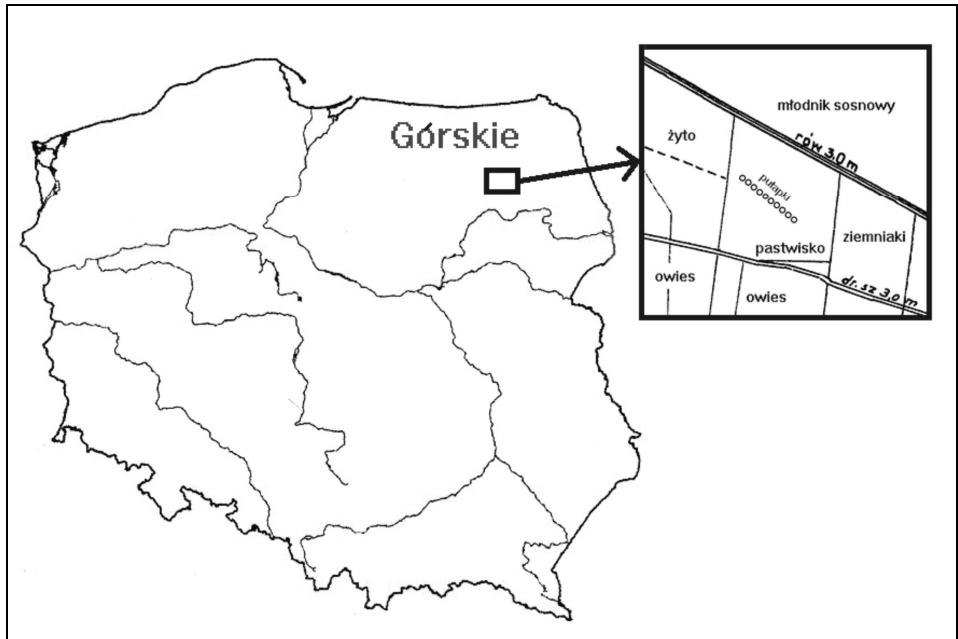 Górskie
młodnik sosnowy
żyto
rów 3.0 m
pułapki
ziemniaki
pastwisko
owies
owies
dr. sz 3,0 m